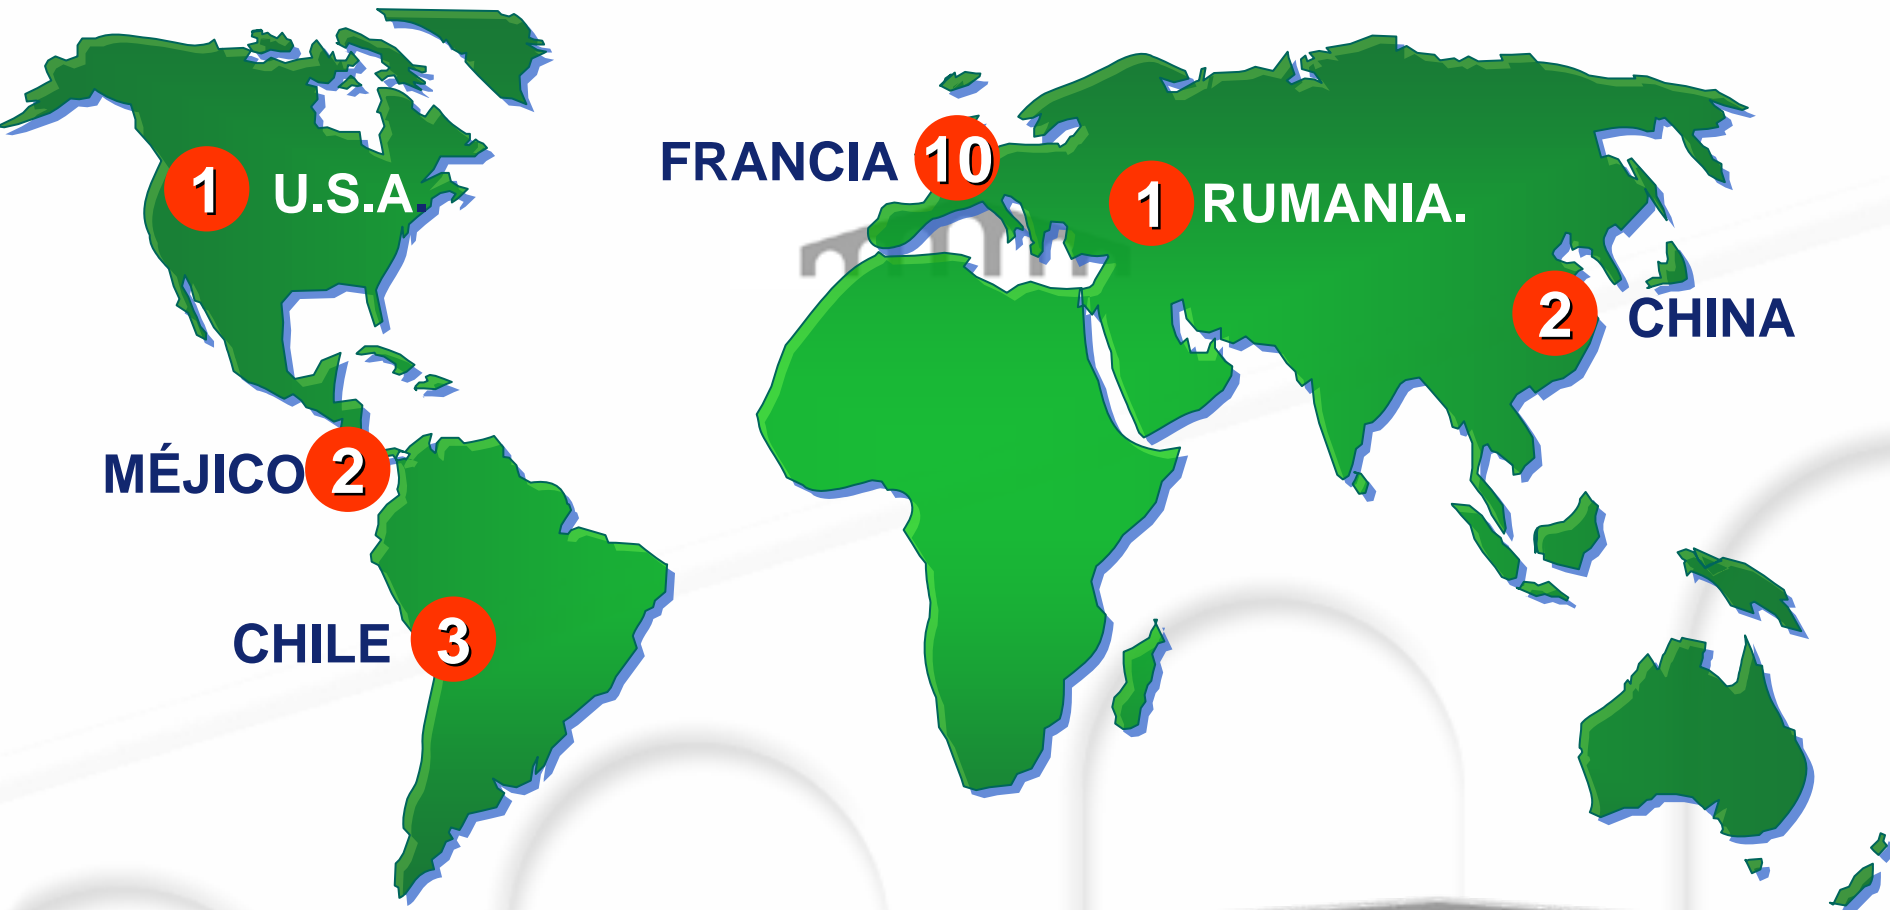 FRANCIA 10
1 U.S.A.
1 RUMANIA.
2 CHINA
MÉJICO 2
CHILE 3